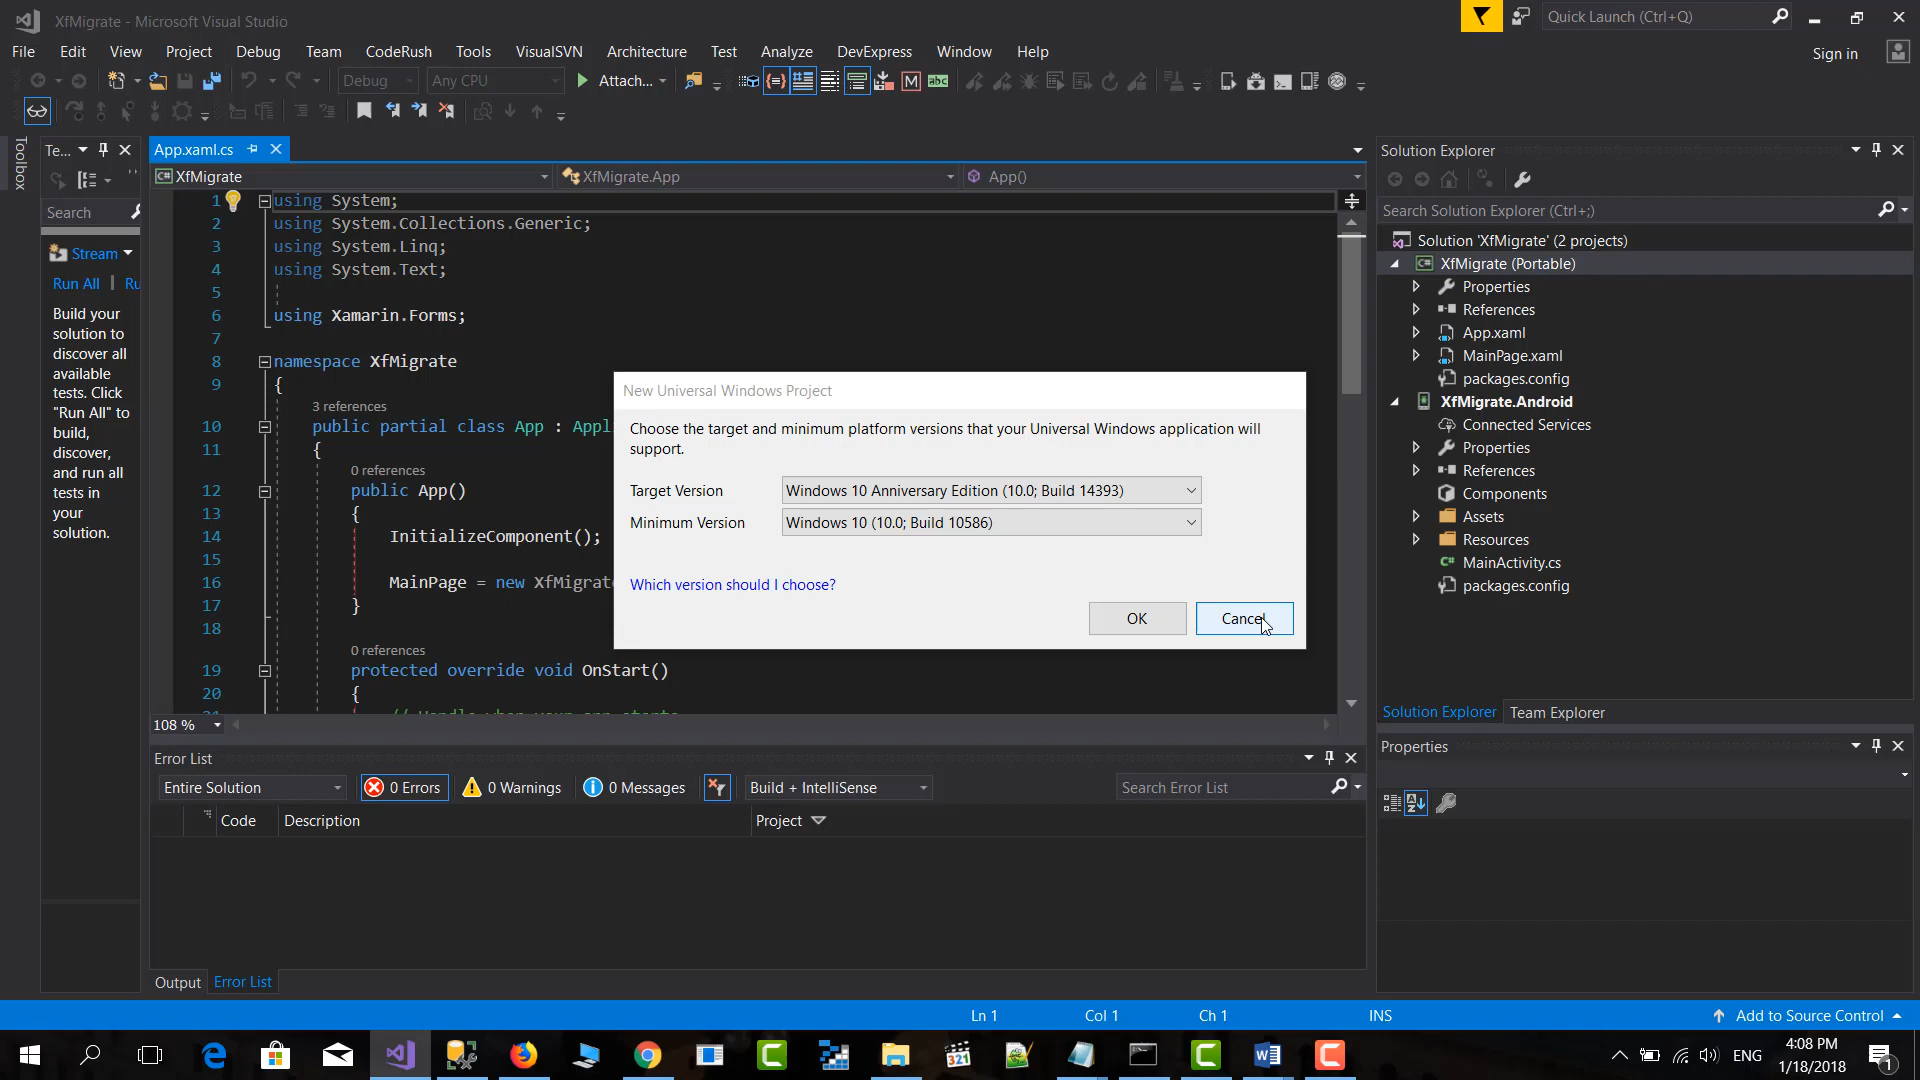 XfMigrate - Microsoft Visual Studio
Quick Launch (Ctrl+Q)
File Edit View Project Debug Team CodeRush Tools VisualSVN Architecture Test Analyze DevExpress Window Help
Sign in
Debug Any CPU Attach...
Toolbox
Te...
Search
Stream
Run All | Ru
Build your
solution to
discover all
available
tests. Click
"Run All" to
build,
discover,
and run all
tests in
your
solution.
App.xaml.cs
XfMigrate XfMigrate.App App()
1 using System;
2 using System.Collections.Generic;
3 using System.Linq;
4 using System.Text;
5
6 using Xamarin.Forms;
7
8 namespace XfMigrate
9 {
3 references
10 public partial class App : Appl
11 {
0 references
12 public App()
13 {
14 InitializeComponent();
15
16 MainPage = new XfMigrat
17 }
18
0 references
19 protected override void OnStart()
20 {
108 %
New Universal Windows Project
Choose the target and minimum platform versions that your Universal Windows application will
support.
Target Version Windows 10 Anniversary Edition (10.0; Build 14393)
Minimum Version Windows 10 (10.0; Build 10586)
Which version should I choose?
OK Cancel
Solution Explorer
Search Solution Explorer (Ctrl+;)
Solution 'XfMigrate' (2 projects)
XfMigrate (Portable)
Properties
References
App.xaml
MainPage.xaml
packages.config
XfMigrate.Android
Connected Services
Properties
References
Components
Assets
Resources
MainActivity.cs
packages.config
Solution Explorer Team Explorer
Properties
Error List
Entire Solution 0 Errors 0 Warnings 0 Messages Build + IntelliSense Search Error List
Code Description Project
Output Error List
Ln 1 Col 1 Ch 1 INS Add to Source Control
ENG
4:08 PM
1/18/2018
1